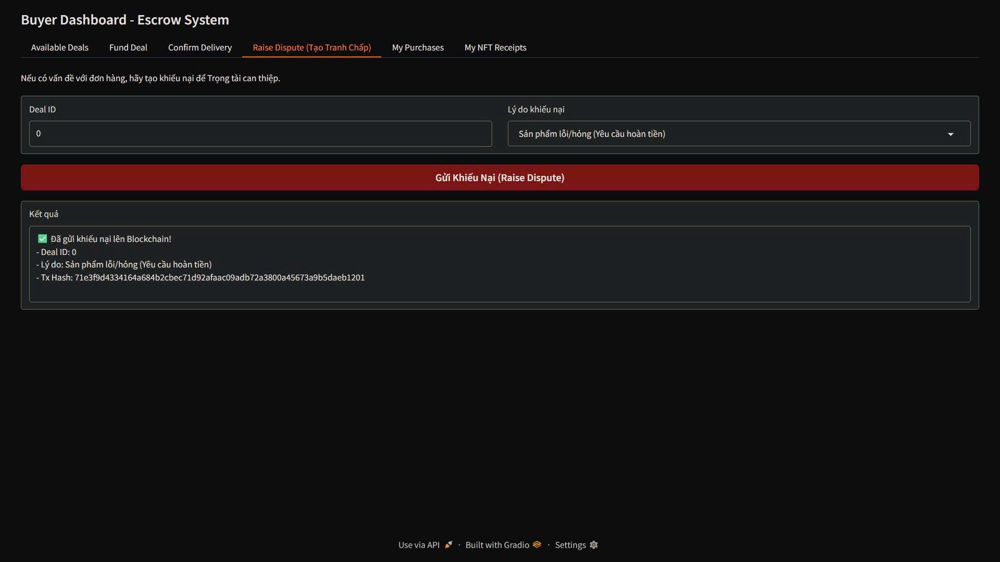 Buyer Dashboard - Escrow System
Available Deals
Fund Deal
Confirm Delivery
Raise Dispute (Tạo Tranh Chấp)
My Purchases
My NFT Receipts
Nếu có vấn đề với đơn hàng, hãy tạo khiếu nại để Trọng tài can thiệp.
Deal ID
0
Lý do khiếu nại
Sản phẩm lỗi/hỏng (Yêu cầu hoàn tiền)
Gửi Khiếu Nại (Raise Dispute)
Kết quả
✅ Đã gửi khiếu nại lên Blockchain!
- Deal ID: 0
- Lý do: Sản phẩm lỗi/hỏng (Yêu cầu hoàn tiền)
- Tx Hash: 71e3f9d4334164a684b2cbec71d92afaac09adb72a3800a45673a9b5daeb1201
Use via API · Built with Gradio · Settings